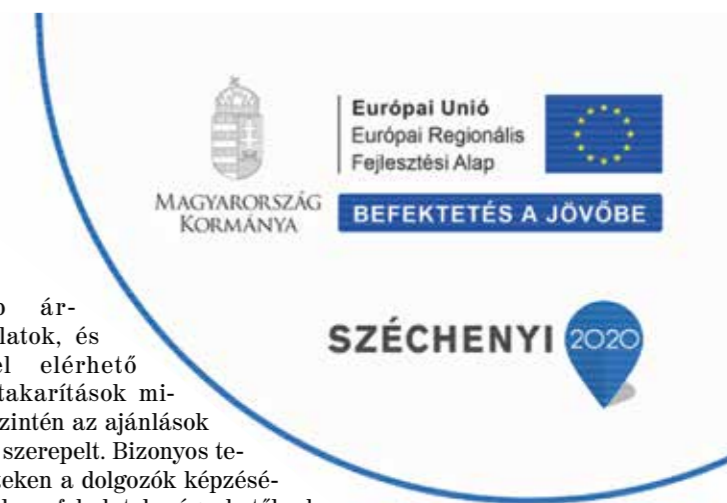 Európai Unió
Európai Regionális
Fejlesztési Alap
MAGYARORSZÁG
KORMÁNYA
BEFEKTETÉS A JÖVŐBE
SZÉCHENYI 2020
ár-
latok, és
elérhető
takarítások mi-
zintén az ajánlások
szerepelt. Bizonyos te-
eken a dolgozók képzésé-